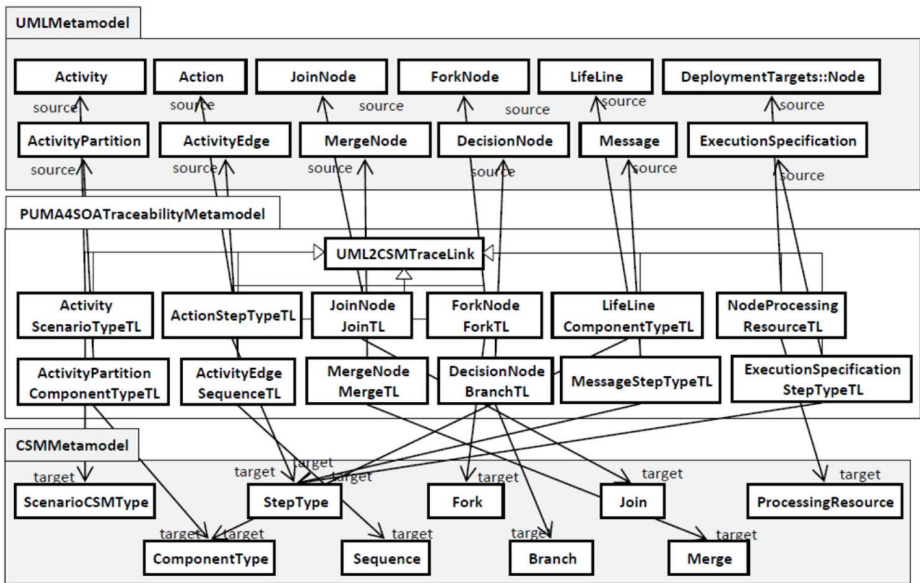 UMLMetamodel
Activity
Action
JoinNode
ForkNode
LifeLine
DeploymentTargets::Node
source
source
source
source
source
source
ActivityPartition
ActivityEdge
MergeNode
DecisionNode
Message
ExecutionSpecification
source
source
source
source
source
source
PUMA4SOATraceabilityMetamodel
UML2CSMTraceLink
Activity
ScenarioTypeTL
ActionStepTypeTL
JoinNode
JoinTL
ForkNode
ForkTL
LifeLine
ComponentTypeTL
NodeProcessing
ResourceTL
ActivityPartition
ComponentTypeTL
ActivityEdge
SequenceTL
MergeNode
MergeTL
DecisionNode
BranchTL
MessageStepTypeTL
ExecutionSpecification
StepTypeTL
CSMMetamodel
target
target
target
target
target
target
target
ScenarioCSMType
StepType
Fork
Join
ProcessingResource
target
target
target
target
target
ComponentType
Sequence
Branch
Merge